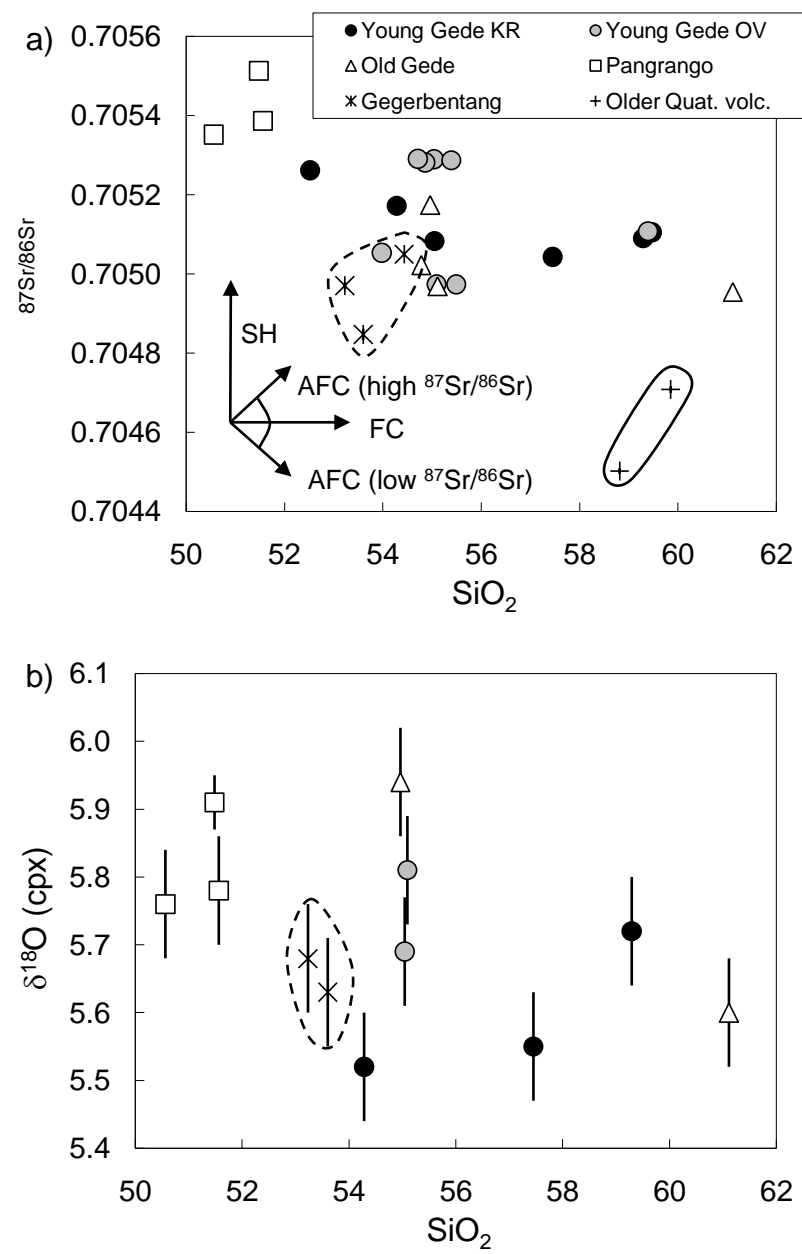 a)
Young Gede KR
Young Gede OV
Old Gede
Pangrango
Gegerbentang
Older Quat. volc.
0.7056
0.7054
0.7052
0.7050
0.7048
0.7046
0.7044
87Sr/86Sr
SH
AFC (high ⁸⁷Sr/⁸⁶Sr)
FC
AFC (low ⁸⁷Sr/⁸⁶Sr)
50 52 54 56 58 60 62
SiO₂
b)
6.1
6.0
5.9
5.8
5.7
5.6
5.5
5.4
δ¹⁸O (cpx)
50 52 54 56 58 60 62
SiO₂